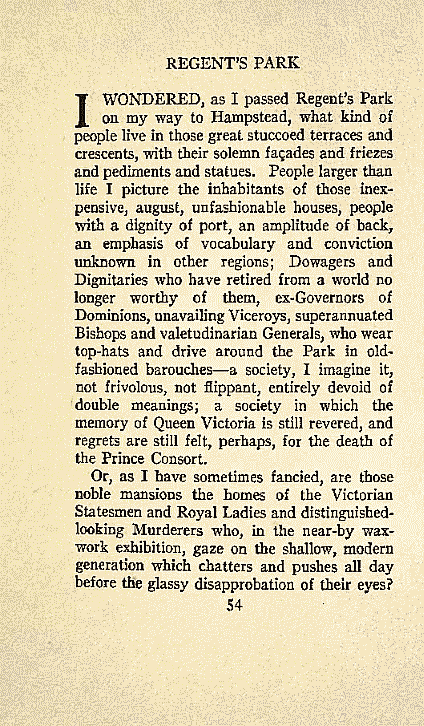 REGENT'S PARK
I WONDERED, as I passed Regent's Park
on my way to Hampstead, what kind of
people live in those great stuccoed terraces and
crescents, with their solemn façades and friezes
and pediments and statues. People larger than
life I picture the inhabitants of those inex-
pensive, august, unfashionable houses, people
with a dignity of port, an amplitude of back,
an emphasis of vocabulary and conviction
unknown in other regions; Dowagers and
Dignitaries who have retired from a world no
longer worthy of them, ex-Governors of
Dominions, unavailing Viceroys, superannuated
Bishops and valetudinarian Generals, who wear
top-hats and drive around the Park in old-
fashioned barouches—a society, I imagine it,
not frivolous, not flippant, entirely devoid of
double meanings; a society in which the
memory of Queen Victoria is still revered, and
regrets are still felt, perhaps, for the death of
the Prince Consort.
Or, as I have sometimes fancied, are those
noble mansions the homes of the Victorian
Statesmen and Royal Ladies and distinguished-
looking Murderers who, in the near-by wax-
work exhibition, gaze on the shallow, modern
generation which chatters and pushes all day
before the glassy disapprobation of their eyes?
54